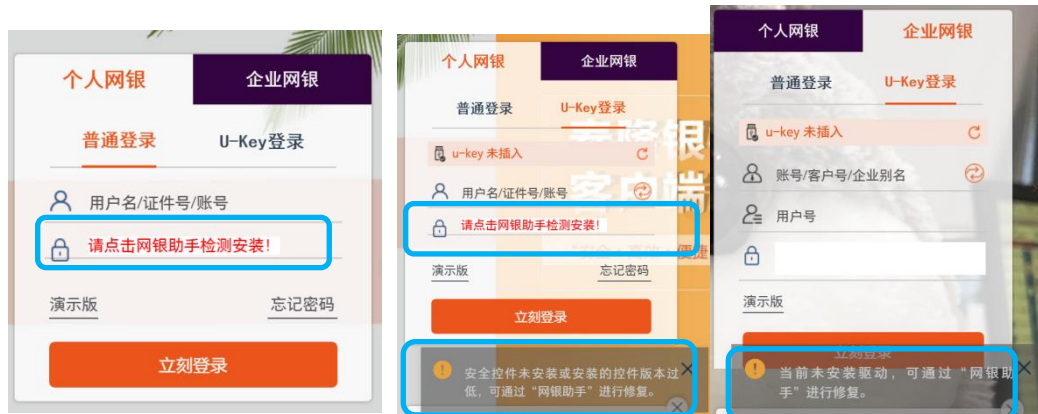 个人网银
企业网银
普通登录
U-Key登录
用户名/证件号/账号
请点击网银助手检测安装!
演示版
忘记密码
立刻登录
个人网银
企业网银
普通登录
U-Key登录
u-key 未插入
用户名/证件号/账号
请点击网银助手检测安装!
演示版
忘记密码
立刻登录
安全控件未安装或安装的控件版本过
低, 可通过“网银助手”进行修复。
个人网银
企业网银
普通登录
U-Key登录
u-key 未插入
账号/客户号/企业别名
用户号
演示版
立刻登录
当前未安装驱动, 可通过“网银助
手”进行修复。